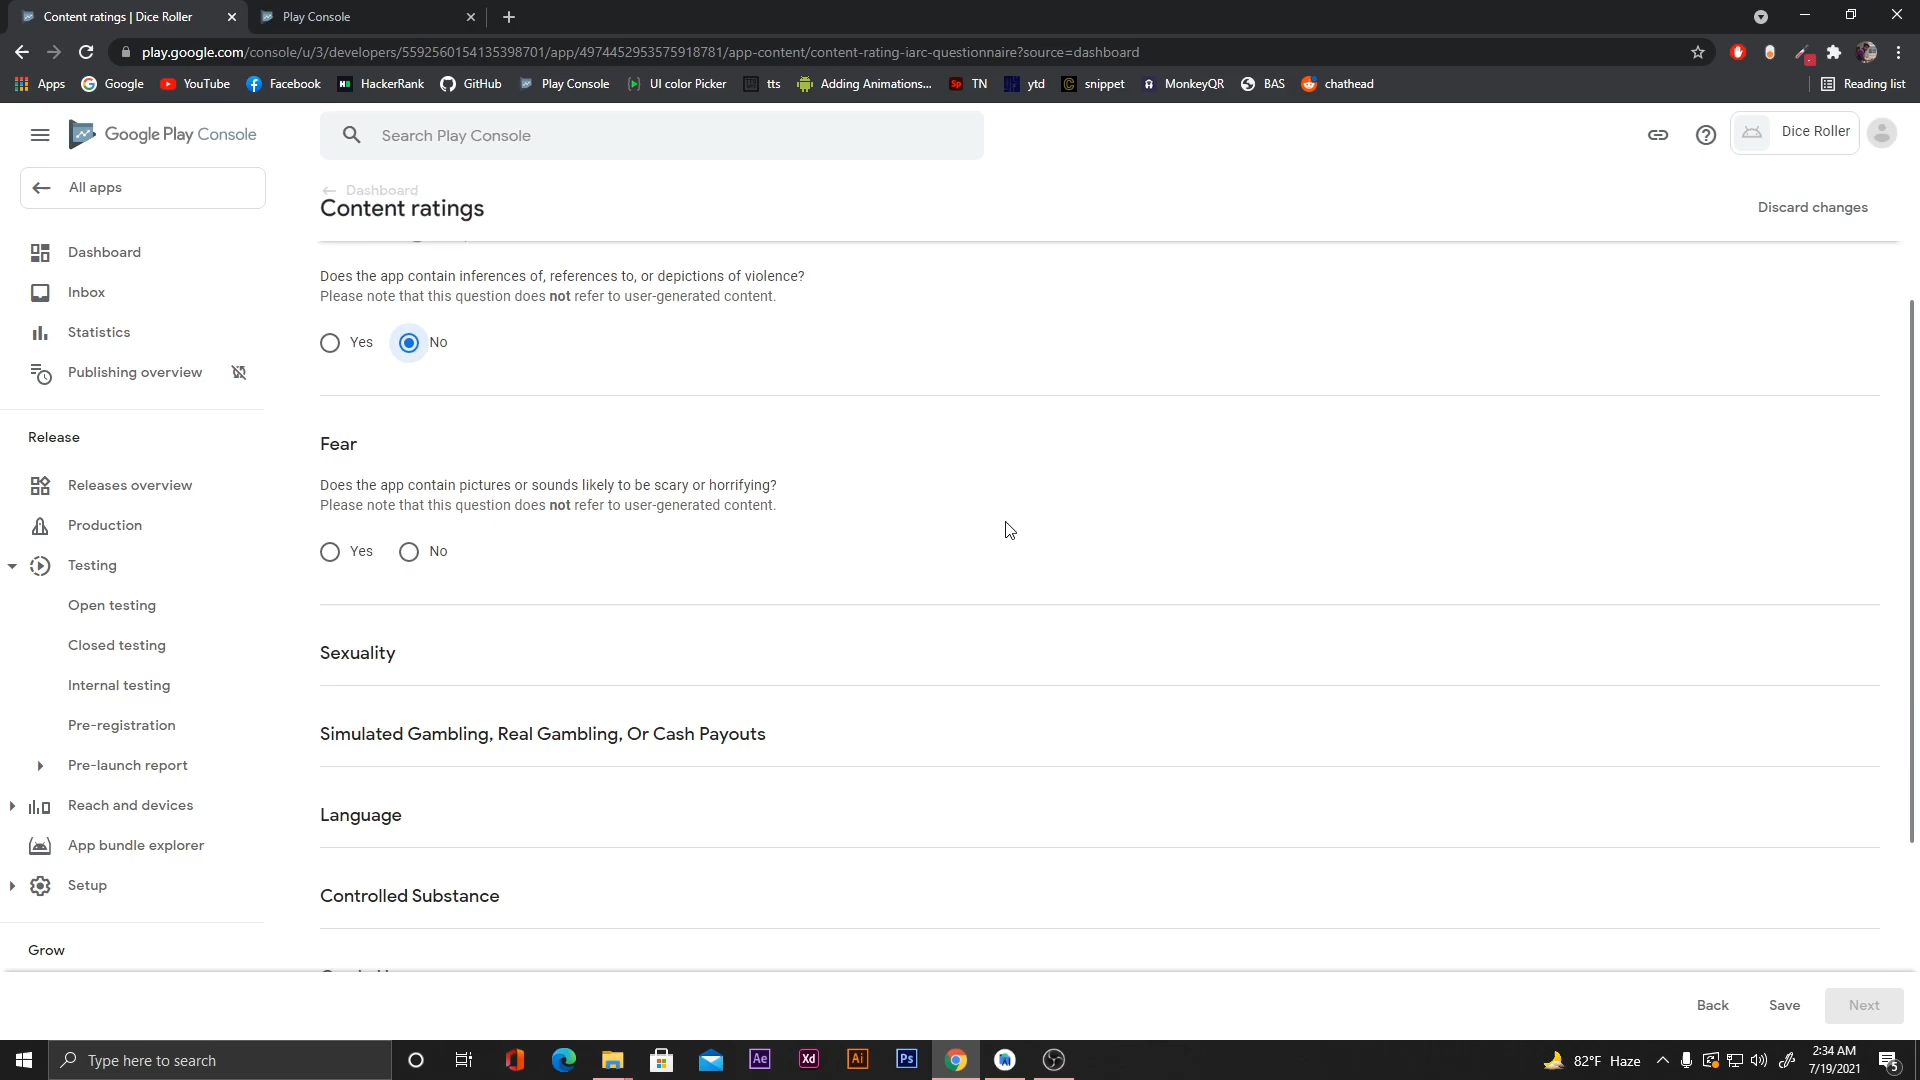 Content ratings | Dice Roller
Play Console
play.google.com/console/u/3/developers/5592560154135398701/app/4974452953575918781/app-content/content-rating-iarc-questionnaire?source=dashboard
Apps
Google
YouTube
Facebook
HackerRank
GitHub
Play Console
UI color Picker
tts
Adding Animations...
TN
ytd
snippet
MonkeyQR
BAS
chathead
Reading list
Google Play Console
Search Play Console
Dice Roller
All apps
Dashboard
Content ratings
Discard changes
Dashboard
Inbox
Statistics
Publishing overview
Release
Releases overview
Production
Testing
Open testing
Closed testing
Internal testing
Pre-registration
Pre-launch report
Reach and devices
App bundle explorer
Setup
Grow
Does the app contain inferences of, references to, or depictions of violence?
Please note that this question does not refer to user-generated content.
Yes No
Fear
Does the app contain pictures or sounds likely to be scary or horrifying?
Please note that this question does not refer to user-generated content.
Yes No
Sexuality
Simulated Gambling, Real Gambling, Or Cash Payouts
Language
Controlled Substance
Back
Save
Next
Type here to search
Ae
Xd
Ai
Ps
82°F Haze
2:34 AM
7/19/2021
5